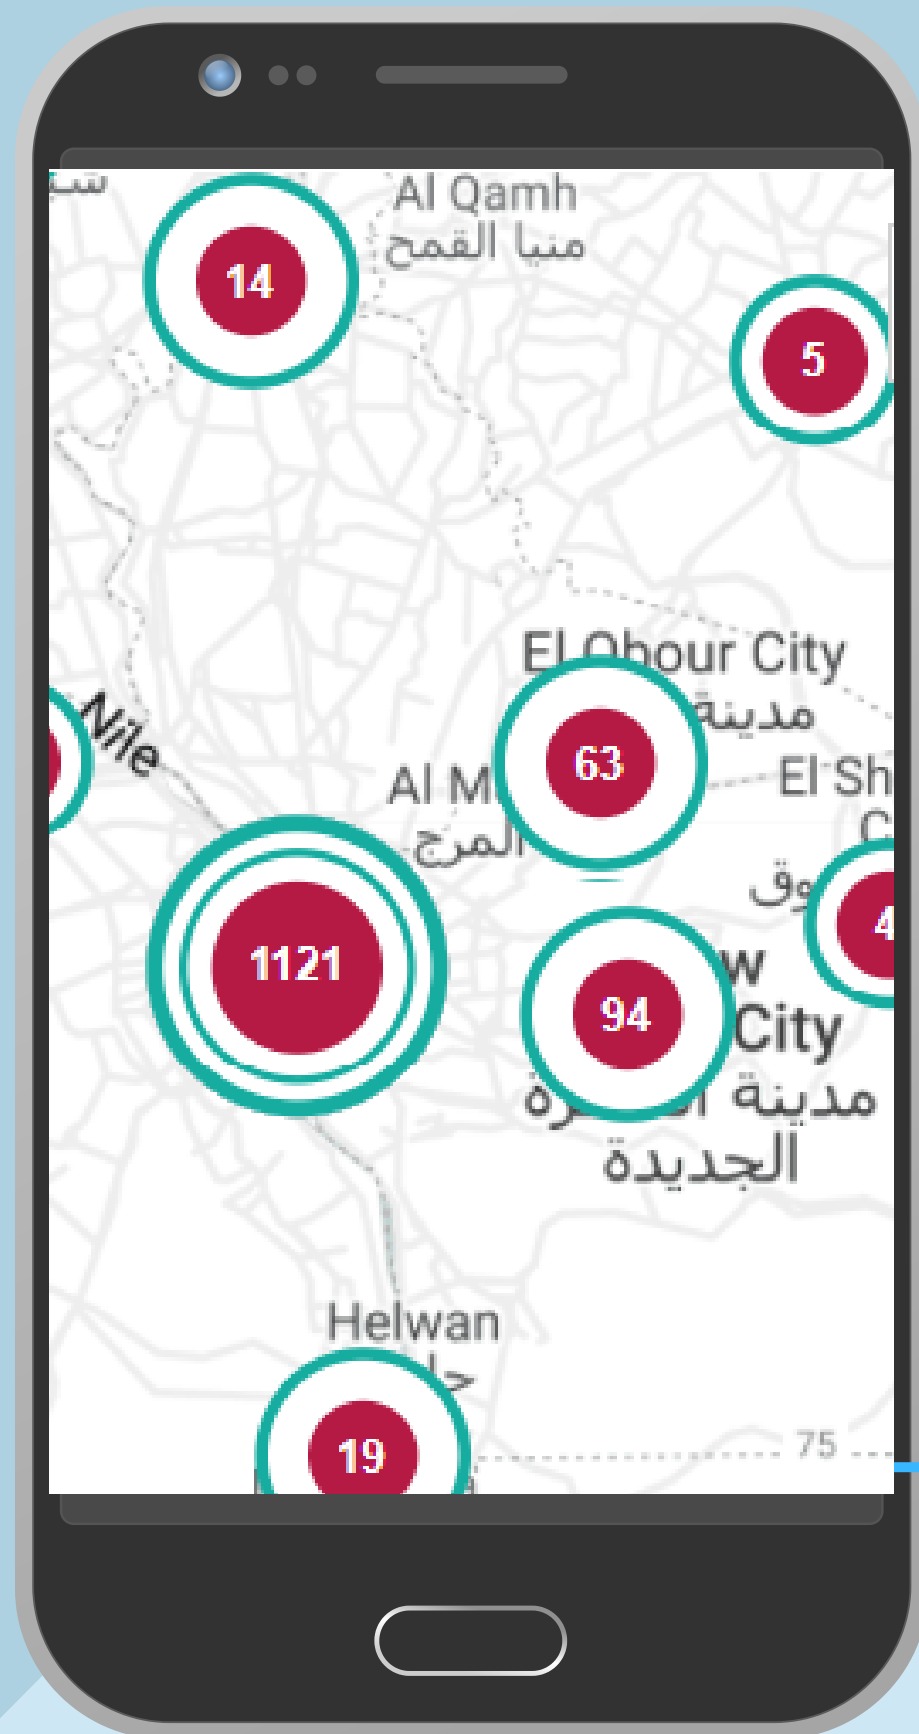 Al Qamh
منيا القمح
14
5
El Obour City
مدينة
Nile
63
Al M
المرج
El Sh
C
1121
94
w
City
مدينة
الجديدة
Helwan
19
75